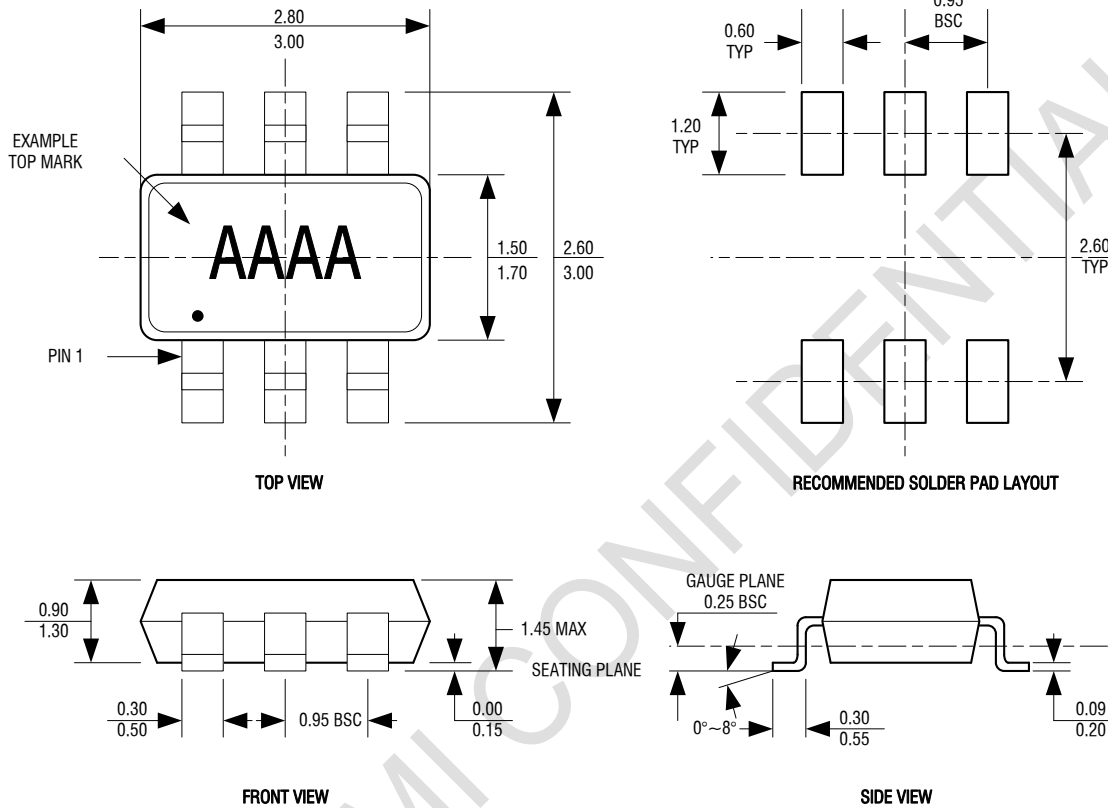 2.80
3.00
EXAMPLE
TOP MARK
AAAA
1.50
1.70
2.60
3.00
PIN 1
TOP VIEW
0.60
TYP
0.95
BSC
1.20
TYP
2.60
TYP
RECOMMENDED SOLDER PAD LAYOUT
0.90
1.30
1.45 MAX
SEATING PLANE
0.30
0.50
0.95 BSC
0.00
0.15
FRONT VIEW
GAUGE PLANE
0.25 BSC
0°~8°
0.30
0.55
0.09
0.20
SIDE VIEW
MI CONFIDENTIAL